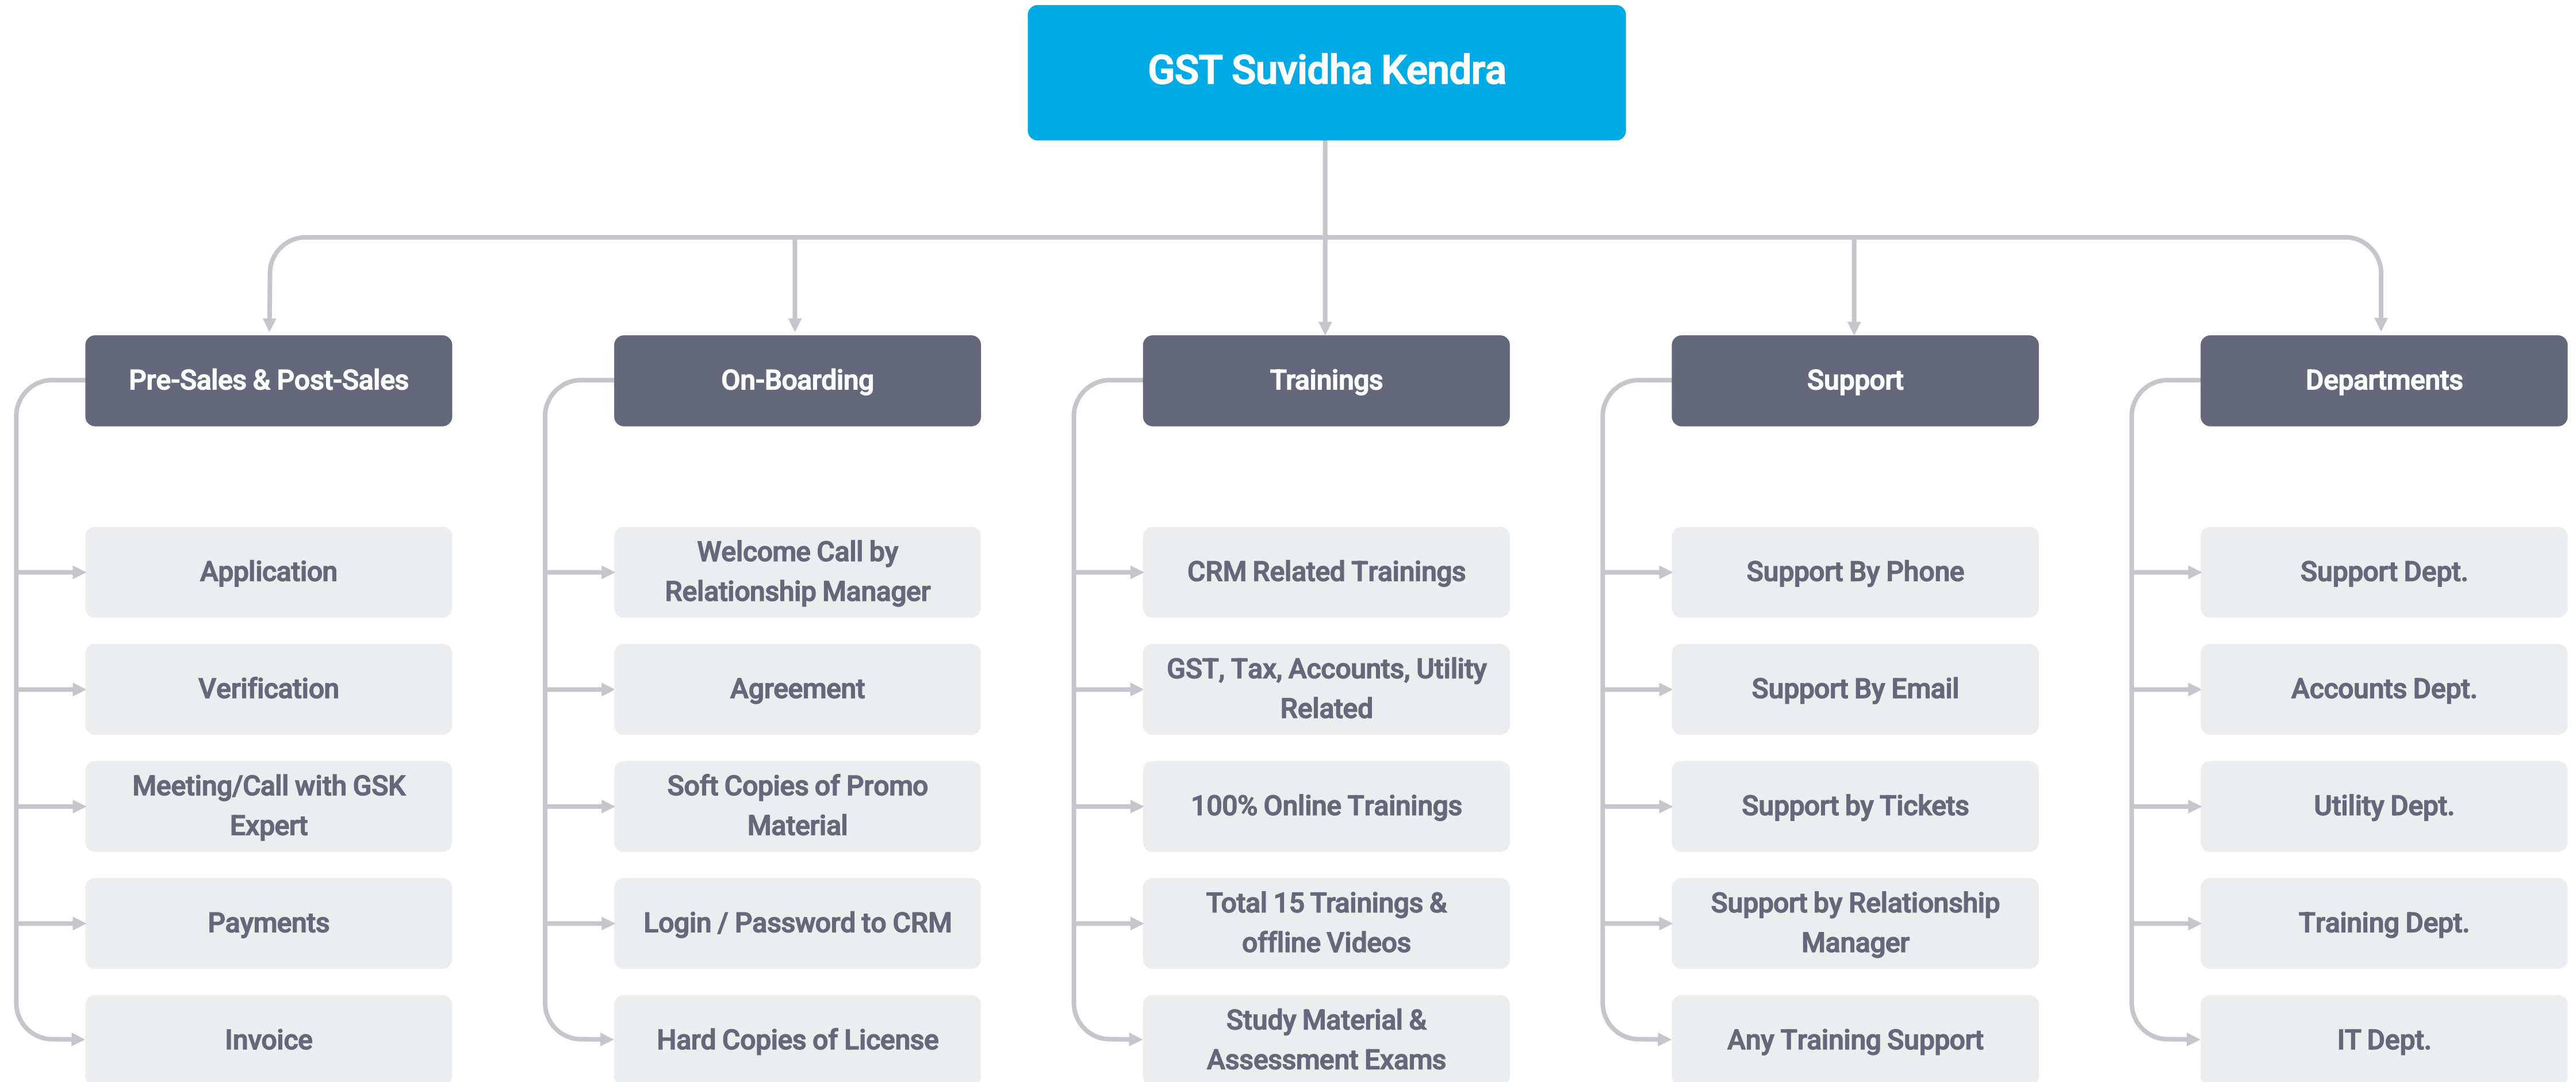 GST Suvidha Kendra
Pre-Sales & Post-Sales
On-Boarding
Trainings
Support
Departments
Application
Verification
Meeting/Call with GSK
Expert
Payments
Invoice
Welcome Call by
Relationship Manager
Agreement
Soft Copies of Promo
Material
Login / Password to CRM
Hard Copies of License
CRM Related Trainings
GST, Tax, Accounts, Utility
Related
100% Online Trainings
Total 15 Trainings &
offline Videos
Study Material &
Assessment Exams
Support By Phone
Support By Email
Support by Tickets
Support by Relationship
Manager
Any Training Support
Support Dept.
Accounts Dept.
Utility Dept.
Training Dept.
IT Dept.